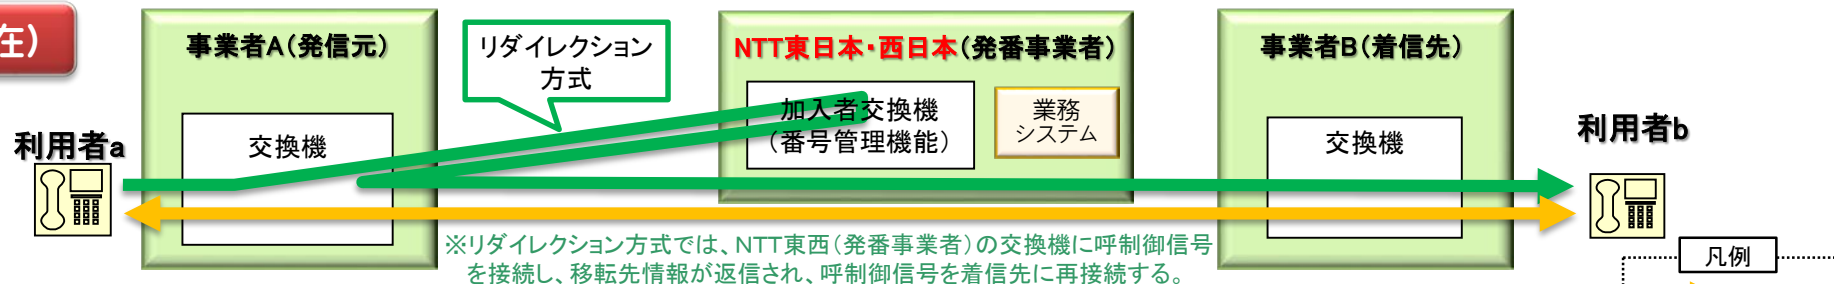 在）
事業者A（発信元）
リダイレクション
方式
NTT東日本・西日本（発番事業者）
事業者B（着信先）
加入者交換機
（番号管理機能）
業務
システム
利用者a
交換機
交換機
利用者b
※リダイレクション方式では、NTT東西（発番事業者）の交換機に呼制御信号
を接続し、移転先情報が返信され、呼制御信号を着信先に再接続する。
凡例